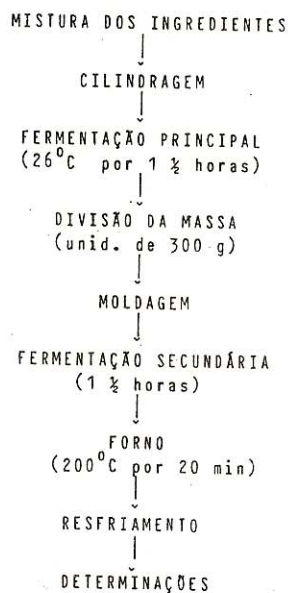 MISTURA DOS INGREDIENTES
CILINDRAGEM
FERMENTAÇÃO PRINCIPAL
(26°C por 1 ½ horas)
DIVISÃO DA MASSA
(unid. de 300 g)
MOLDAGEM
FERMENTAÇÃO SECUNDÁRIA
(1 ½ horas)
FORNO
(200°C por 20 min)
RESFRIAMENTO
DETERMINAÇÕES